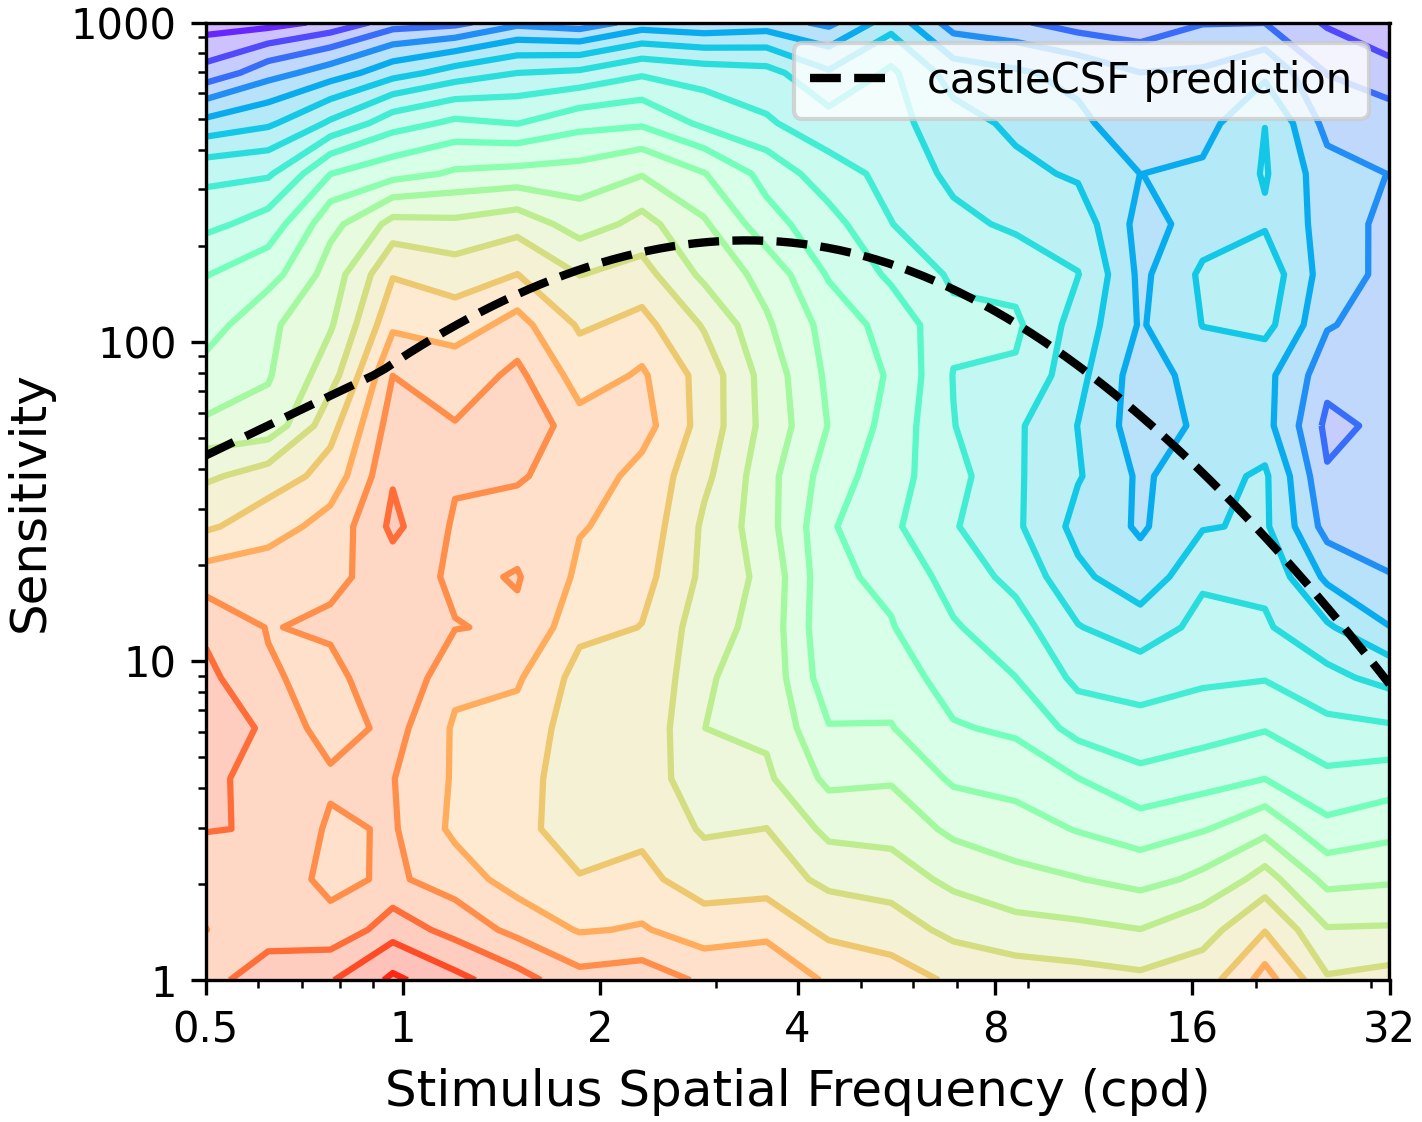 1000
100
10
1
Sensitivity
castleCSF prediction
0.5 1 2 4 8 16 32
Stimulus Spatial Frequency (cpd)